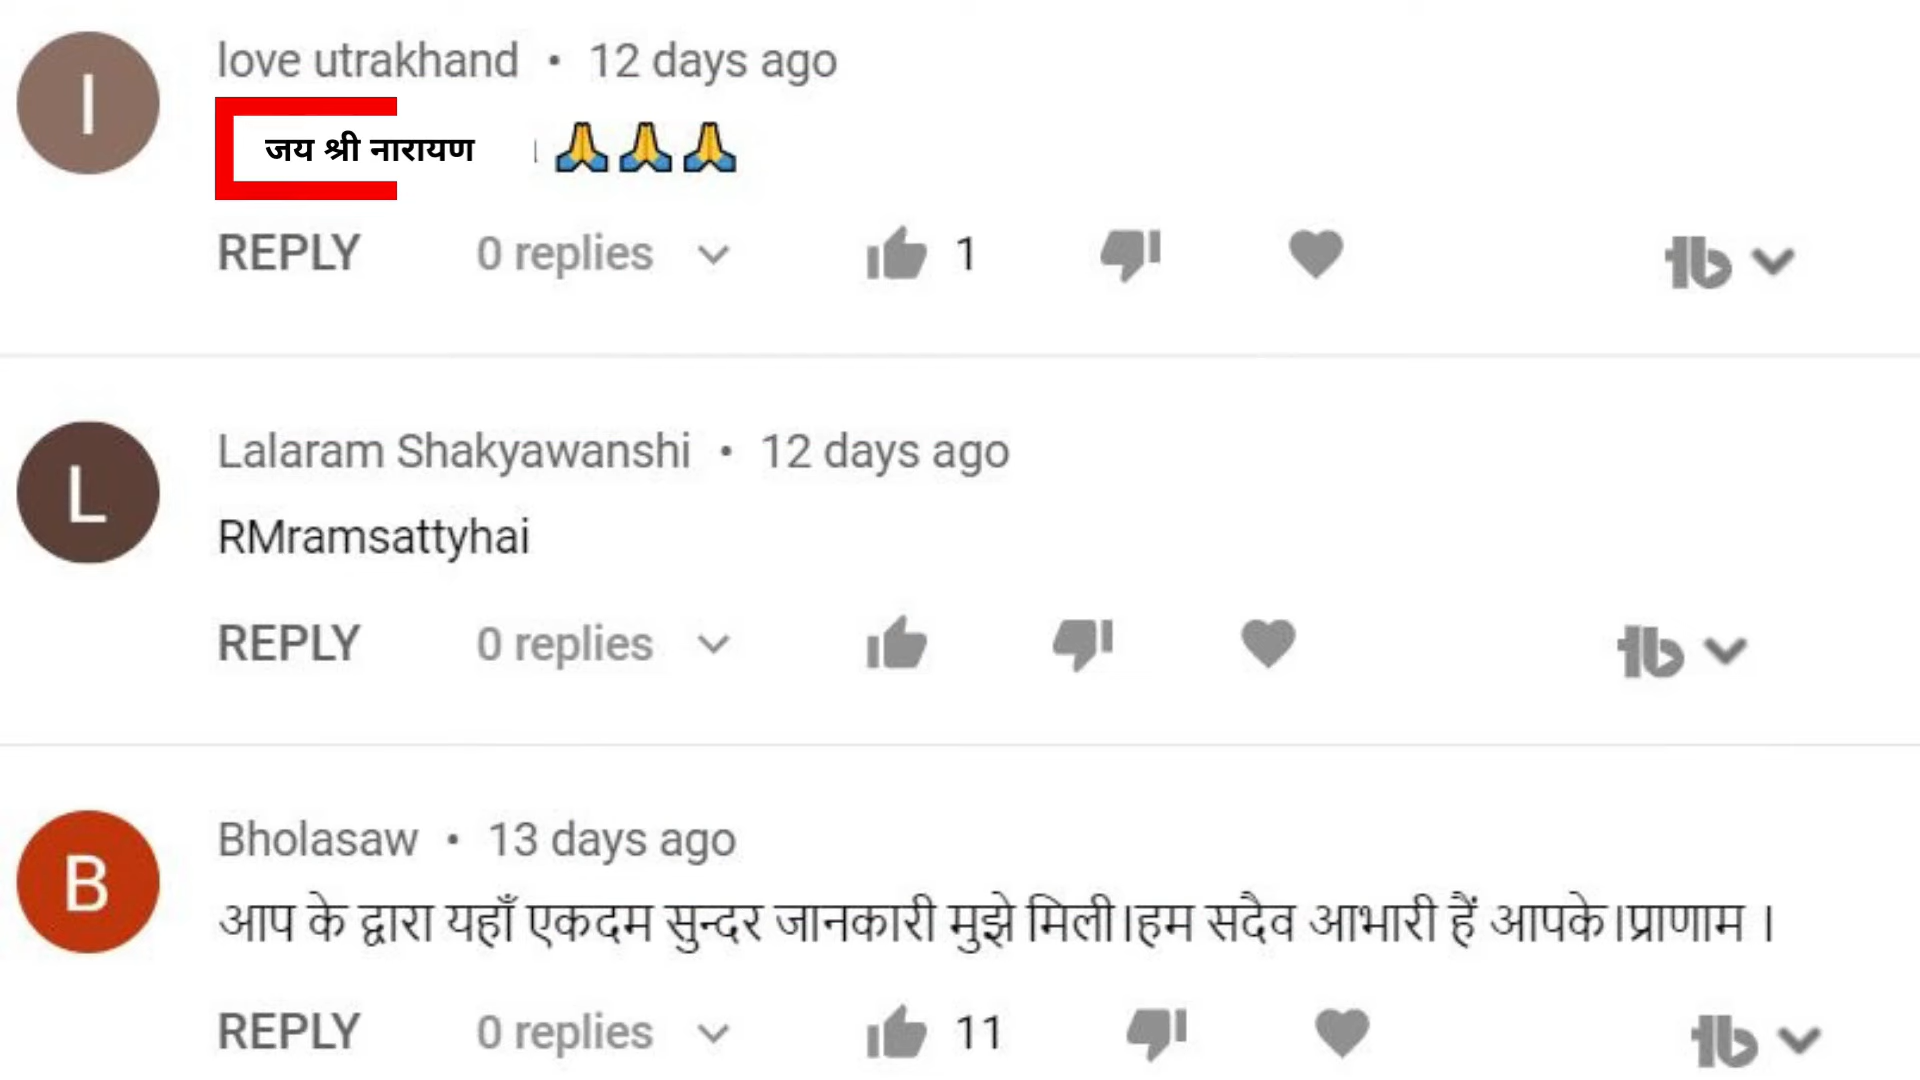 l
love utrakhand • 12 days ago
जय श्री नारायण । 🙏🙏🙏
REPLY 0 replies 1
L
Lalaram Shakyawanshi • 12 days ago
RMramsattyhai
REPLY 0 replies
B
Bholasaw • 13 days ago
आप के द्वारा यहाँ एकदम सुन्दर जानकारी मुझे मिली।हम सदैव आभारी हैं आपके।प्राणाम ।
REPLY 0 replies 11